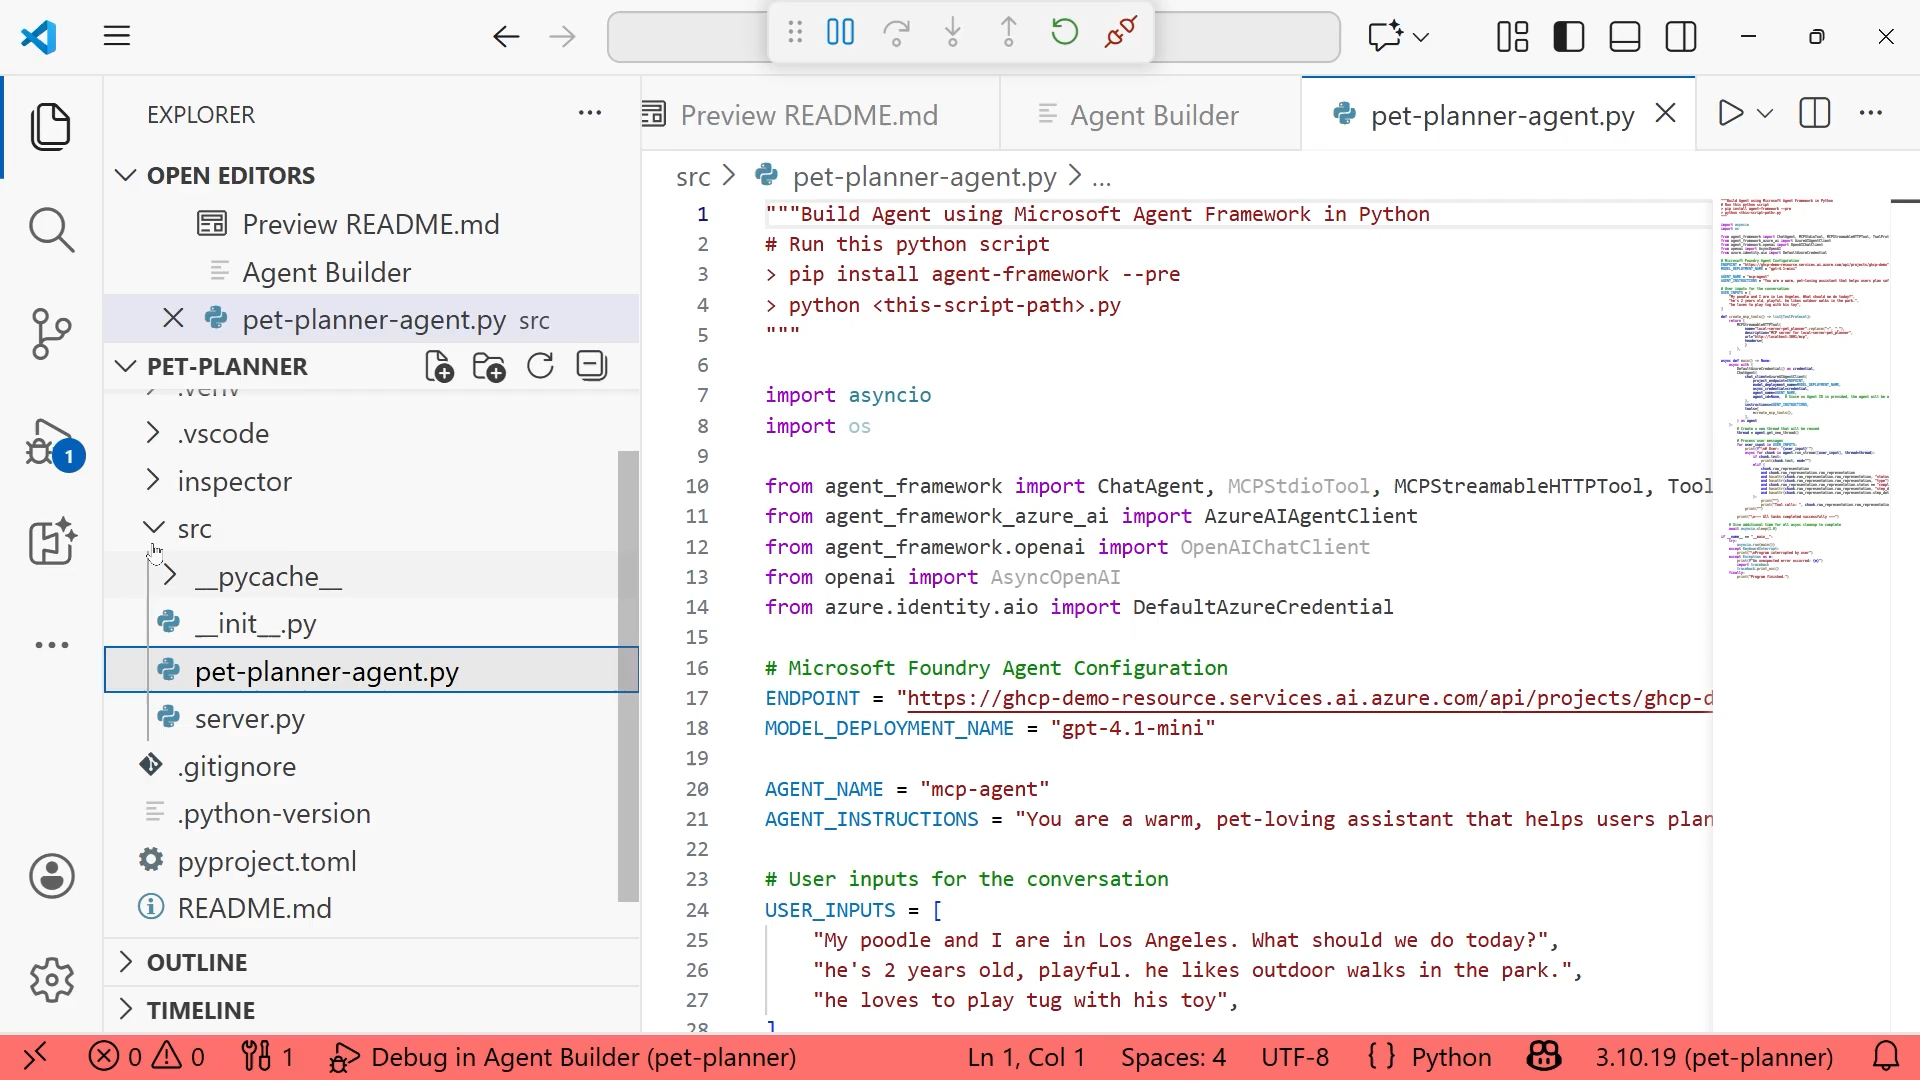 EXPLORER
OPEN EDITORS
Preview README.md
Agent Builder
pet-planner-agent.py src
PET-PLANNER
.venv
.vscode
inspector
src
__pycache__
__init__.py
pet-planner-agent.py
server.py
.gitignore
.python-version
pyproject.toml
README.md
OUTLINE
TIMELINE
1
Preview README.md
Agent Builder
pet-planner-agent.py
src > pet-planner-agent.py > ...
1 """Build Agent using Microsoft Agent Framework in Python
2 # Run this python script
3 > pip install agent-framework --pre
4 > python <this-script-path>.py
5 """
6
7 import asyncio
8 import os
9
10 from agent_framework import ChatAgent, MCPStdioTool, MCPStreamableHTTPTool, Tool
11 from agent_framework_azure_ai import AzureAIAgentClient
12 from agent_framework.openai import OpenAIChatClient
13 from openai import AsyncOpenAI
14 from azure.identity.aio import DefaultAzureCredential
15
16 # Microsoft Foundry Agent Configuration
17 ENDPOINT = "https://ghcp-demo-resource.services.ai.azure.com/api/projects/ghcp-d
18 MODEL_DEPLOYMENT_NAME = "gpt-4.1-mini"
19
20 AGENT_NAME = "mcp-agent"
21 AGENT_INSTRUCTIONS = "You are a warm, pet-loving assistant that helps users plan
22
23 # User inputs for the conversation
24 USER_INPUTS = [
25 "My poodle and I are in Los Angeles. What should we do today?",
26 "he's 2 years old, playful. he likes outdoor walks in the park.",
27 "he loves to play tug with his toy",
28 ]
0 0 1 Debug in Agent Builder (pet-planner) Ln 1, Col 1 Spaces: 4 UTF-8 { } Python 3.10.19 (pet-planner)